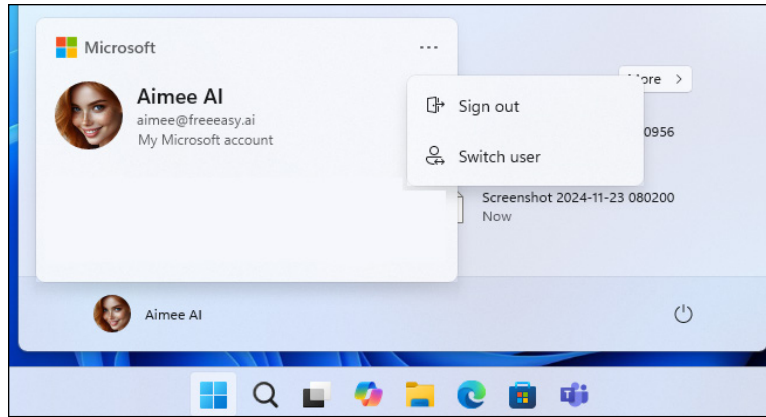 Microsoft
Aimee AI
aimee@freeeasy.ai
My Microsoft account
Sign out
Switch user
0956
Screenshot 2024-11-23 080200
Now
Aimee AI